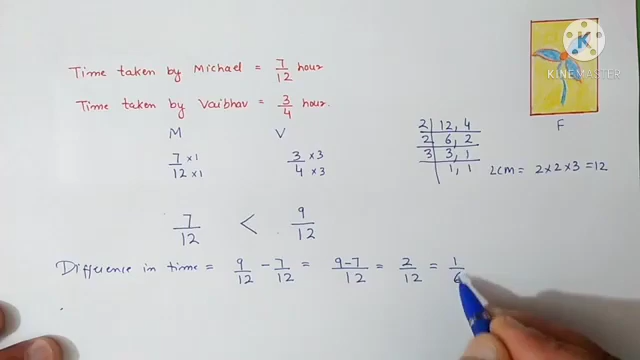 KINEMASTER
Time taken by Michael = 7/12 hour
Time taken by Vaibhav = 3/4 hour.
M V
7 × 1 / 12 × 1 3 × 3 / 4 × 3
7/12 < 9/12
Difference in time = 9/12 - 7/12 = 9-7/12 = 2/12 = 1/6
F
2 | 12, 4
2 | 6, 2
3 | 3, 1
1, 1
LCM = 2 × 2 × 3 = 12